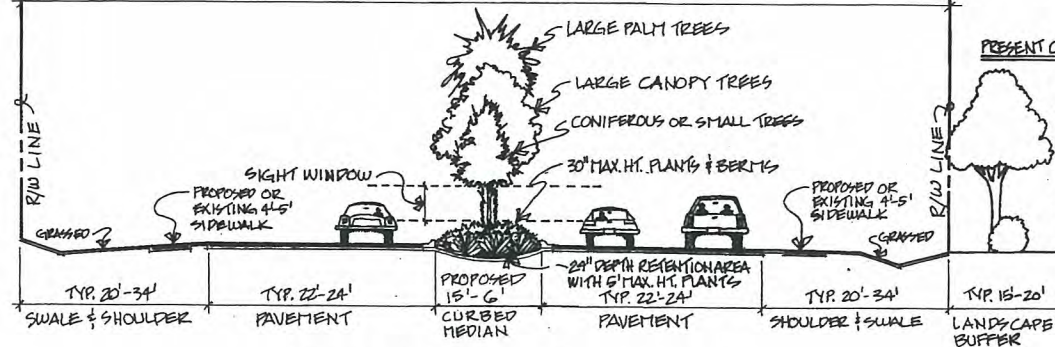 LARGE PALM TREES
PRESENT
LARGE CANOPY TREES
CONIFEROUS OR SMALL TREES
30" MAX. HT. PLANTS & BERMS
SIGHT WINDOW
R/W LINE
PROPOSED OR
EXISTING 4'-5'
SIDEWALK
GRASSED
PROPOSED OR
EXISTING 4'-5'
SIDEWALK
GRASSED
R/W LINE
24" DEPTH RETENTION AREA
WITH 5' MAX. HT. PLANTS
TYP. 20'-34'
SWALE & SHOULDER
TYP. 22'-24'
PAVEMENT
PROPOSED
15'-6'
CURBED
MEDIAN
TYP. 22'-24'
PAVEMENT
TYP. 20'-34'
SHOULDER & SWALE
TYP. 15'-20'
LANDSCAPE
BUFFER